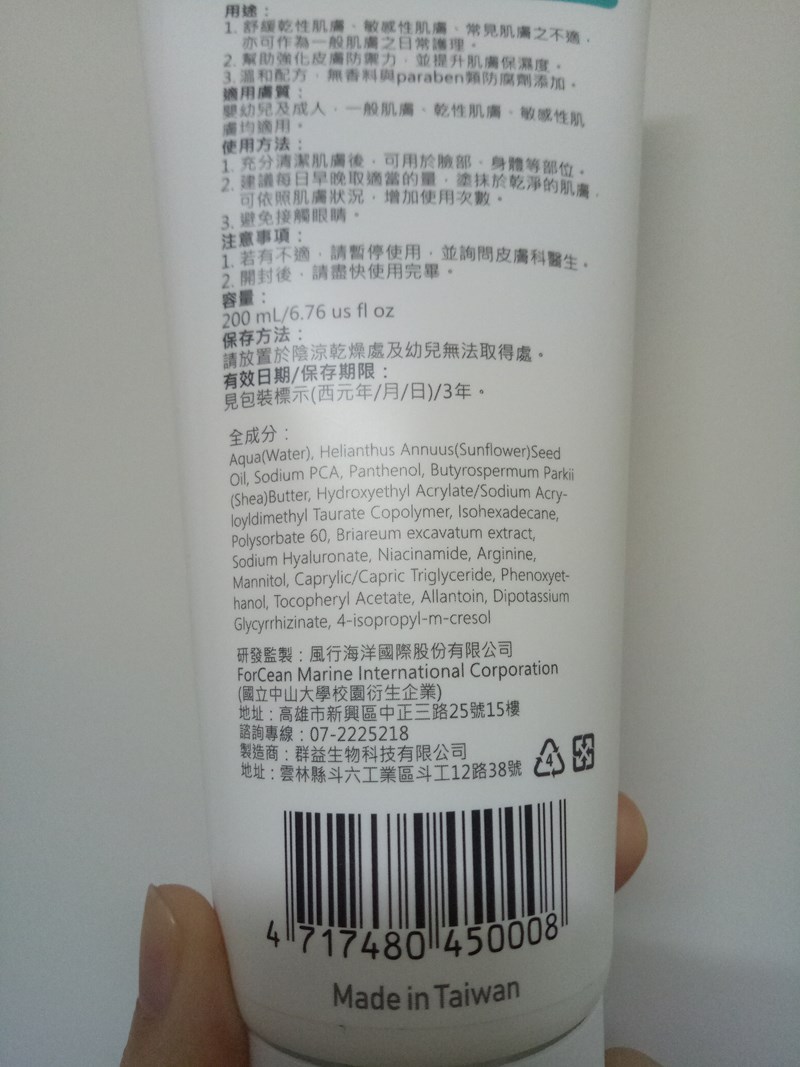 用途：
1. 舒緩乾性肌膚、敏感性肌膚、常見肌膚之不適，
亦可作為一般肌膚之日常護理。
2. 幫助強化皮膚防禦力，並提升肌膚保濕度。
3. 溫和配方，無香料與paraben類防腐劑添加。
適用膚質：
嬰幼兒及成人，一般肌膚、乾性肌膚、敏感性肌
膚均適用。
使用方法：
1. 充分清潔肌膚後，可用於臉部、身體等部位。
2. 建議每日早晚取適當的量，塗抹於乾淨的肌膚，
可依照肌膚狀況，增加使用次數。
3. 避免接觸眼睛。
注意事項：
1. 若有不適，請暫停使用，並詢問皮膚科醫生。
2. 開封後，請盡快使用完畢。
容量：
200 mL/6.76 us fl oz
保存方法：
請放置於陰涼乾燥處及幼兒無法取得處。
有效日期/保存期限：
見包裝標示(西元年/月/日)/3年。
全成分：
Aqua(Water), Helianthus Annuus(Sunflower)Seed
Oil, Sodium PCA, Panthenol, Butyrospermum Parkii
(Shea)Butter, Hydroxyethyl Acrylate/Sodium Acry-
loyldimethyl Taurate Copolymer, Isohexadecane,
Polysorbate 60, Briareum excavatum extract,
Sodium Hyaluronate, Niacinamide, Arginine,
Mannitol, Caprylic/Capric Triglyceride, Phenoxyet-
hanol, Tocopheryl Acetate, Allantoin, Dipotassium
Glycyrrhizinate, 4-isopropyl-m-cresol
研發監製：風行海洋國際股份有限公司
ForCean Marine International Corporation
(國立中山大學校園衍生企業)
地址：高雄市新興區中正三路25號15樓
諮詢專線：07-2225218
製造商：群益生物科技有限公司
地址：雲林縣斗六工業區斗工12路38號
4
4 717480 450008
Made in Taiwan